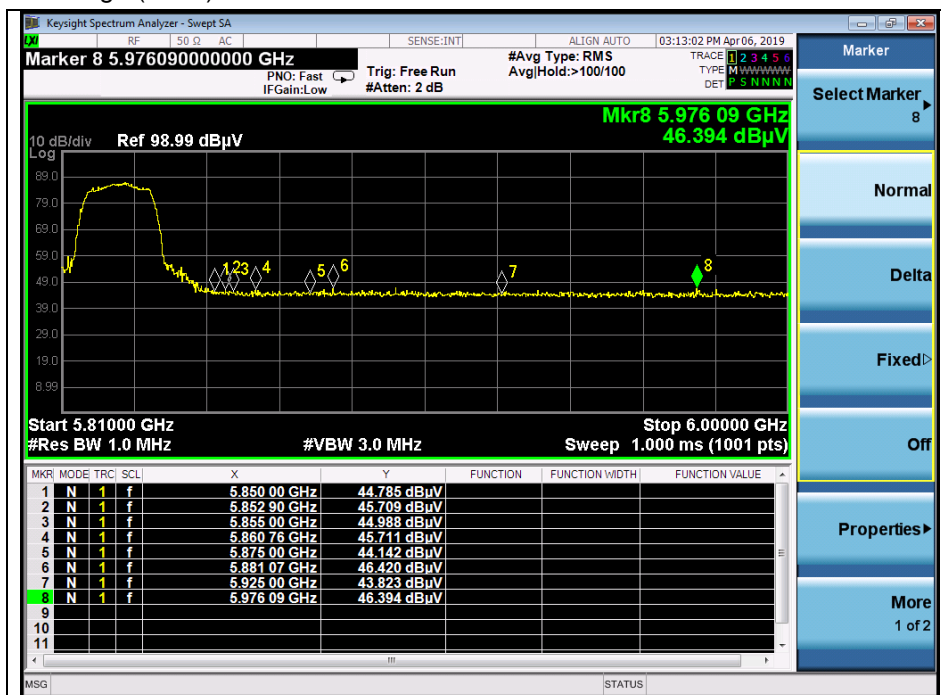 Keysight Spectrum Analyzer - Swept SA
LXI RF 50 Ω AC SENSE:INT ALIGN AUTO 03:13:02 PM Apr 06, 2019
Marker 8 5.976090000000 GHz
PNO: Fast
IFGain:Low
Trig: Free Run
#Atten: 2 dB
#Avg Type: RMS
Avg|Hold:>100/100
TRACE 1 2 3 4 5 6
TYPE M W W W W W
DET P S N N N N
Mkr8 5.976 09 GHz
46.394 dBµV
10 dB/div Ref 98.99 dBµV
Log
89.0
79.0
69.0
59.0
49.0
39.0
29.0
19.0
8.99
1 2 3 4 5 6 7 8
Start 5.81000 GHz Stop 6.00000 GHz
#Res BW 1.0 MHz #VBW 3.0 MHz Sweep 1.000 ms (1001 pts)
MKR MODE TRC SCL X Y FUNCTION FUNCTION WIDTH FUNCTION VALUE
1 N 1 f 5.850 00 GHz 44.785 dBµV
2 N 1 f 5.852 90 GHz 45.709 dBµV
3 N 1 f 5.855 00 GHz 44.988 dBµV
4 N 1 f 5.860 76 GHz 45.711 dBµV
5 N 1 f 5.875 00 GHz 44.142 dBµV
6 N 1 f 5.881 07 GHz 46.420 dBµV
7 N 1 f 5.925 00 GHz 43.823 dBµV
8 N 1 f 5.976 09 GHz 46.394 dBµV
9
10
11
MSG STATUS
Marker
Select Marker
8
Normal
Delta
Fixed
Off
Properties
More
1 of 2